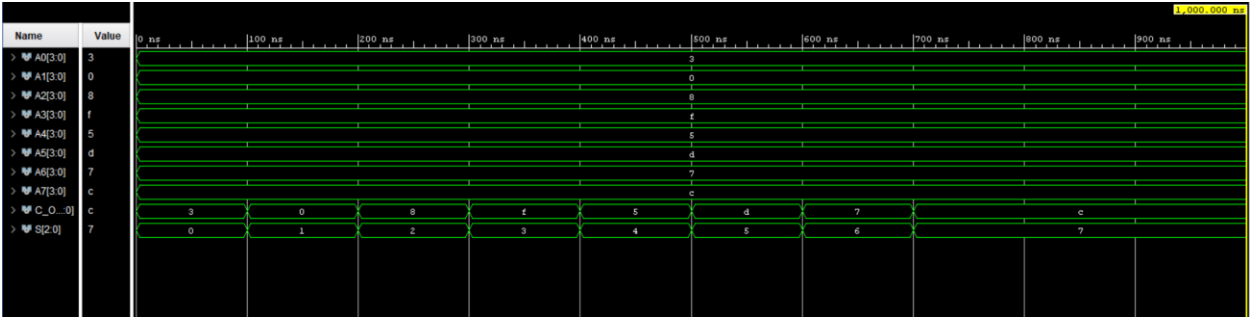 1,000.000 ns
Name Value 0 ns 100 ns 200 ns 300 ns 400 ns 500 ns 600 ns 700 ns 800 ns 900 ns
A0[3:0] 3 3
A1[3:0] 0 0
A2[3:0] 8 8
A3[3:0] f f
A4[3:0] 5 5
A5[3:0] d d
A6[3:0] 7 7
A7[3:0] c c
C_O...:0] c 3 0 8 f 5 d 7 c
S[2:0] 7 0 1 2 3 4 5 6 7